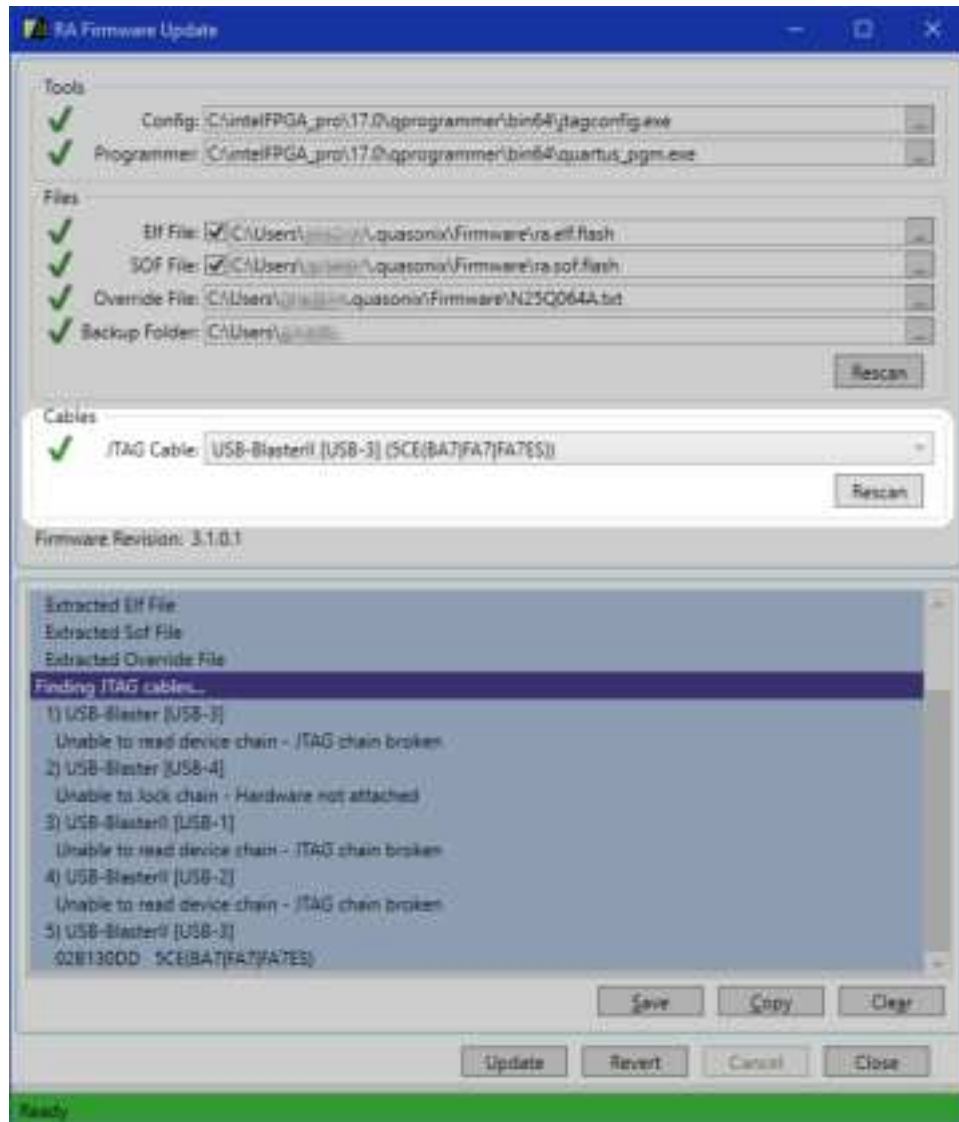 RA Firmware Update
Tools
Config: C:\intelFPGA_pro\17.0\qprogrammer\bin64\jtagconfig.exe ...
Programmer: C:\intelFPGA_pro\17.0\qprogrammer\bin64\quartus_pgm.exe ...
Files
Elf File: C:\Users\ \.quasonix\Firmware\ra.elf.flash ...
SOF File: C:\Users\ \.quasonix\Firmware\ra.sof.flash ...
Override File: C:\Users\ .quasonix\Firmware\N25Q064A.txt ...
Backup Folder: C:\Users\ ...
Rescan
Cables
JTAG Cable: USB-BlasterII [USB-3] (5CE(BA7|FA7|FA7ES))
Rescan
Firmware Revision: 3.1.0.1
Extracted Elf File
Extracted Sof File
Extracted Override File
Finding JTAG cables...
1) USB-Blaster [USB-3]
Unable to read device chain - JTAG chain broken
2) USB-Blaster [USB-4]
Unable to lock chain - Hardware not attached
3) USB-BlasterII [USB-1]
Unable to read device chain - JTAG chain broken
4) USB-BlasterII [USB-2]
Unable to read device chain - JTAG chain broken
5) USB-BlasterII [USB-3]
02B130DD 5CE(BA7|FA7|FA7ES)
Save Copy Clear
Update Revert Cancel Close
Ready